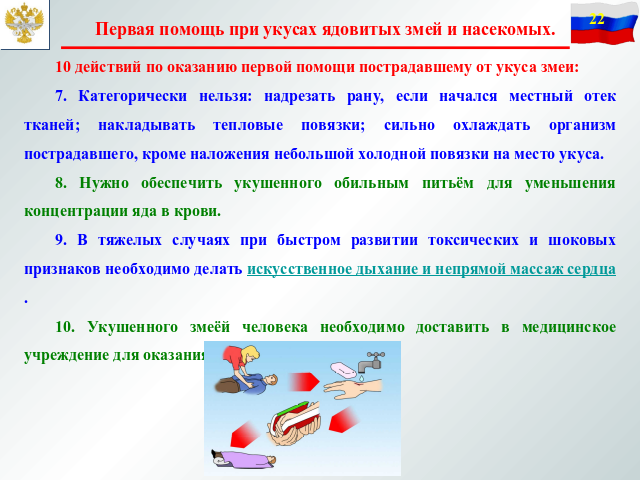 Первая помощь при укусах ядовитых змей и насекомых.
22
10 действий по оказанию первой помощи пострадавшему от укуса змеи:
7. Категорически нельзя: надрезать рану, если начался местный отек
тканей; накладывать тепловые повязки; сильно охлаждать организм
пострадавшего, кроме наложения небольшой холодной повязки на место укуса.
8. Нужно обеспечить укушенного обильным питьём для уменьшения
концентрации яда в крови.
9. В тяжелых случаях при быстром развитии токсических и шоковых
признаков необходимо делать искусственное дыхание и непрямой массаж сердца
.
10. Укушенного змеёй человека необходимо доставить в медицинское
учреждение для оказания